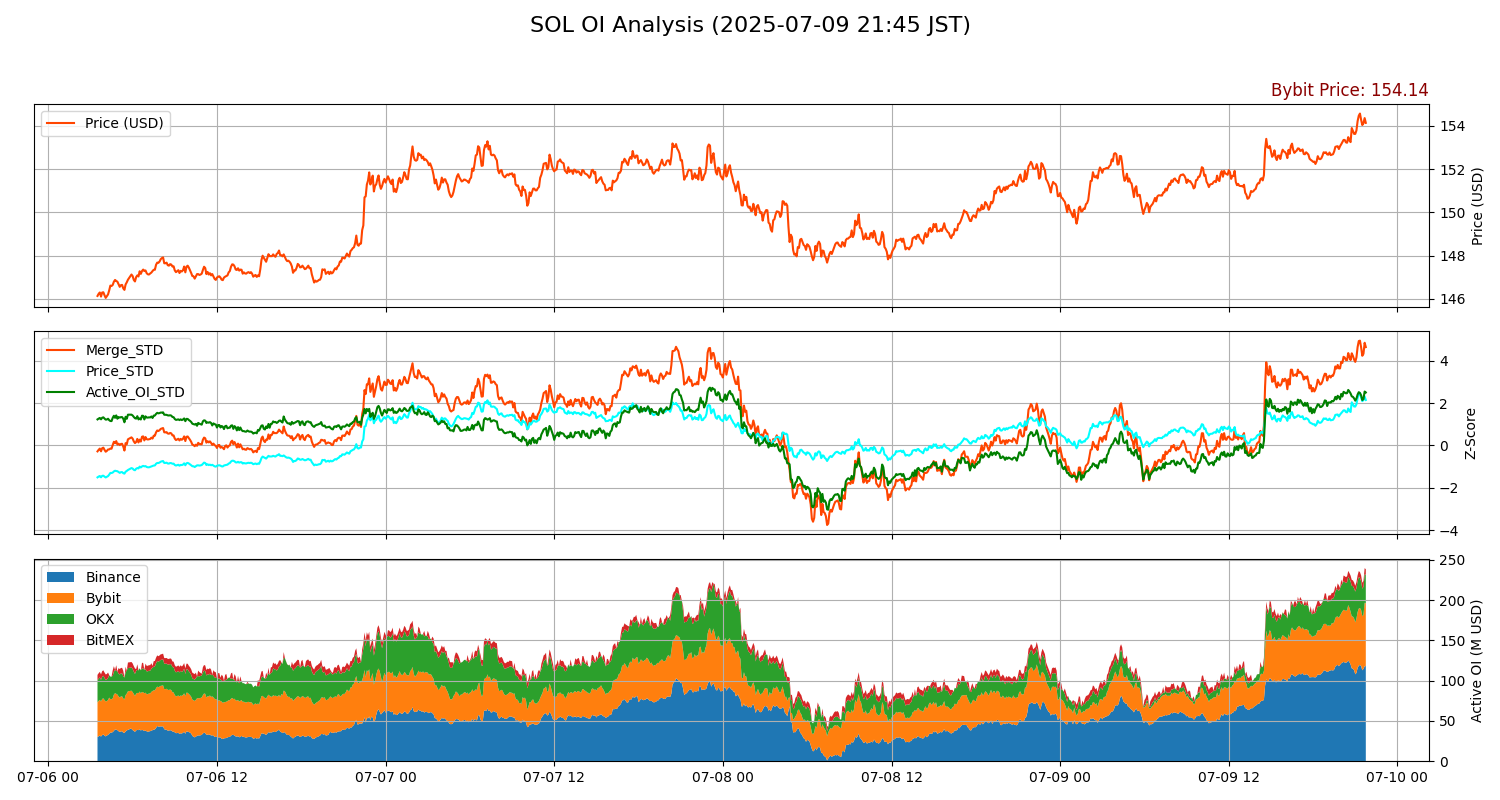 SOL OI Analysis (2025-07-09 21:45 JST)
Bybit Price: 154.14
Price (USD)
154
152
150
148
146
Price (USD)
Merge_STD
Price_STD
Active_OI_STD
4
2
0
−2
−4
Z-Score
Binance
Bybit
OKX
BitMEX
250
200
150
100
50
0
Active OI (M USD)
07-06 00
07-06 12
07-07 00
07-07 12
07-08 00
07-08 12
07-09 00
07-09 12
07-10 00